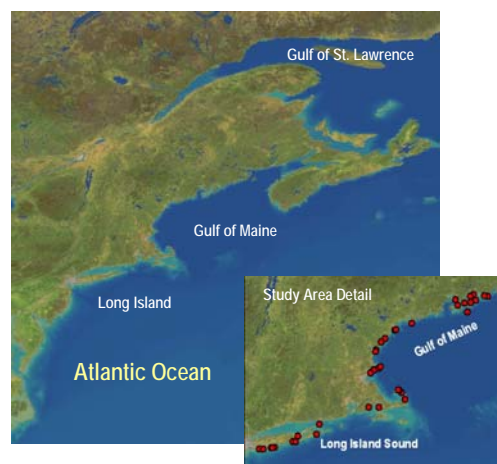 Gulf of St. Lawrence
Gulf of Maine
Long Island
Atlantic Ocean
Study Area Detail
Gulf of Maine
Long Island Sound